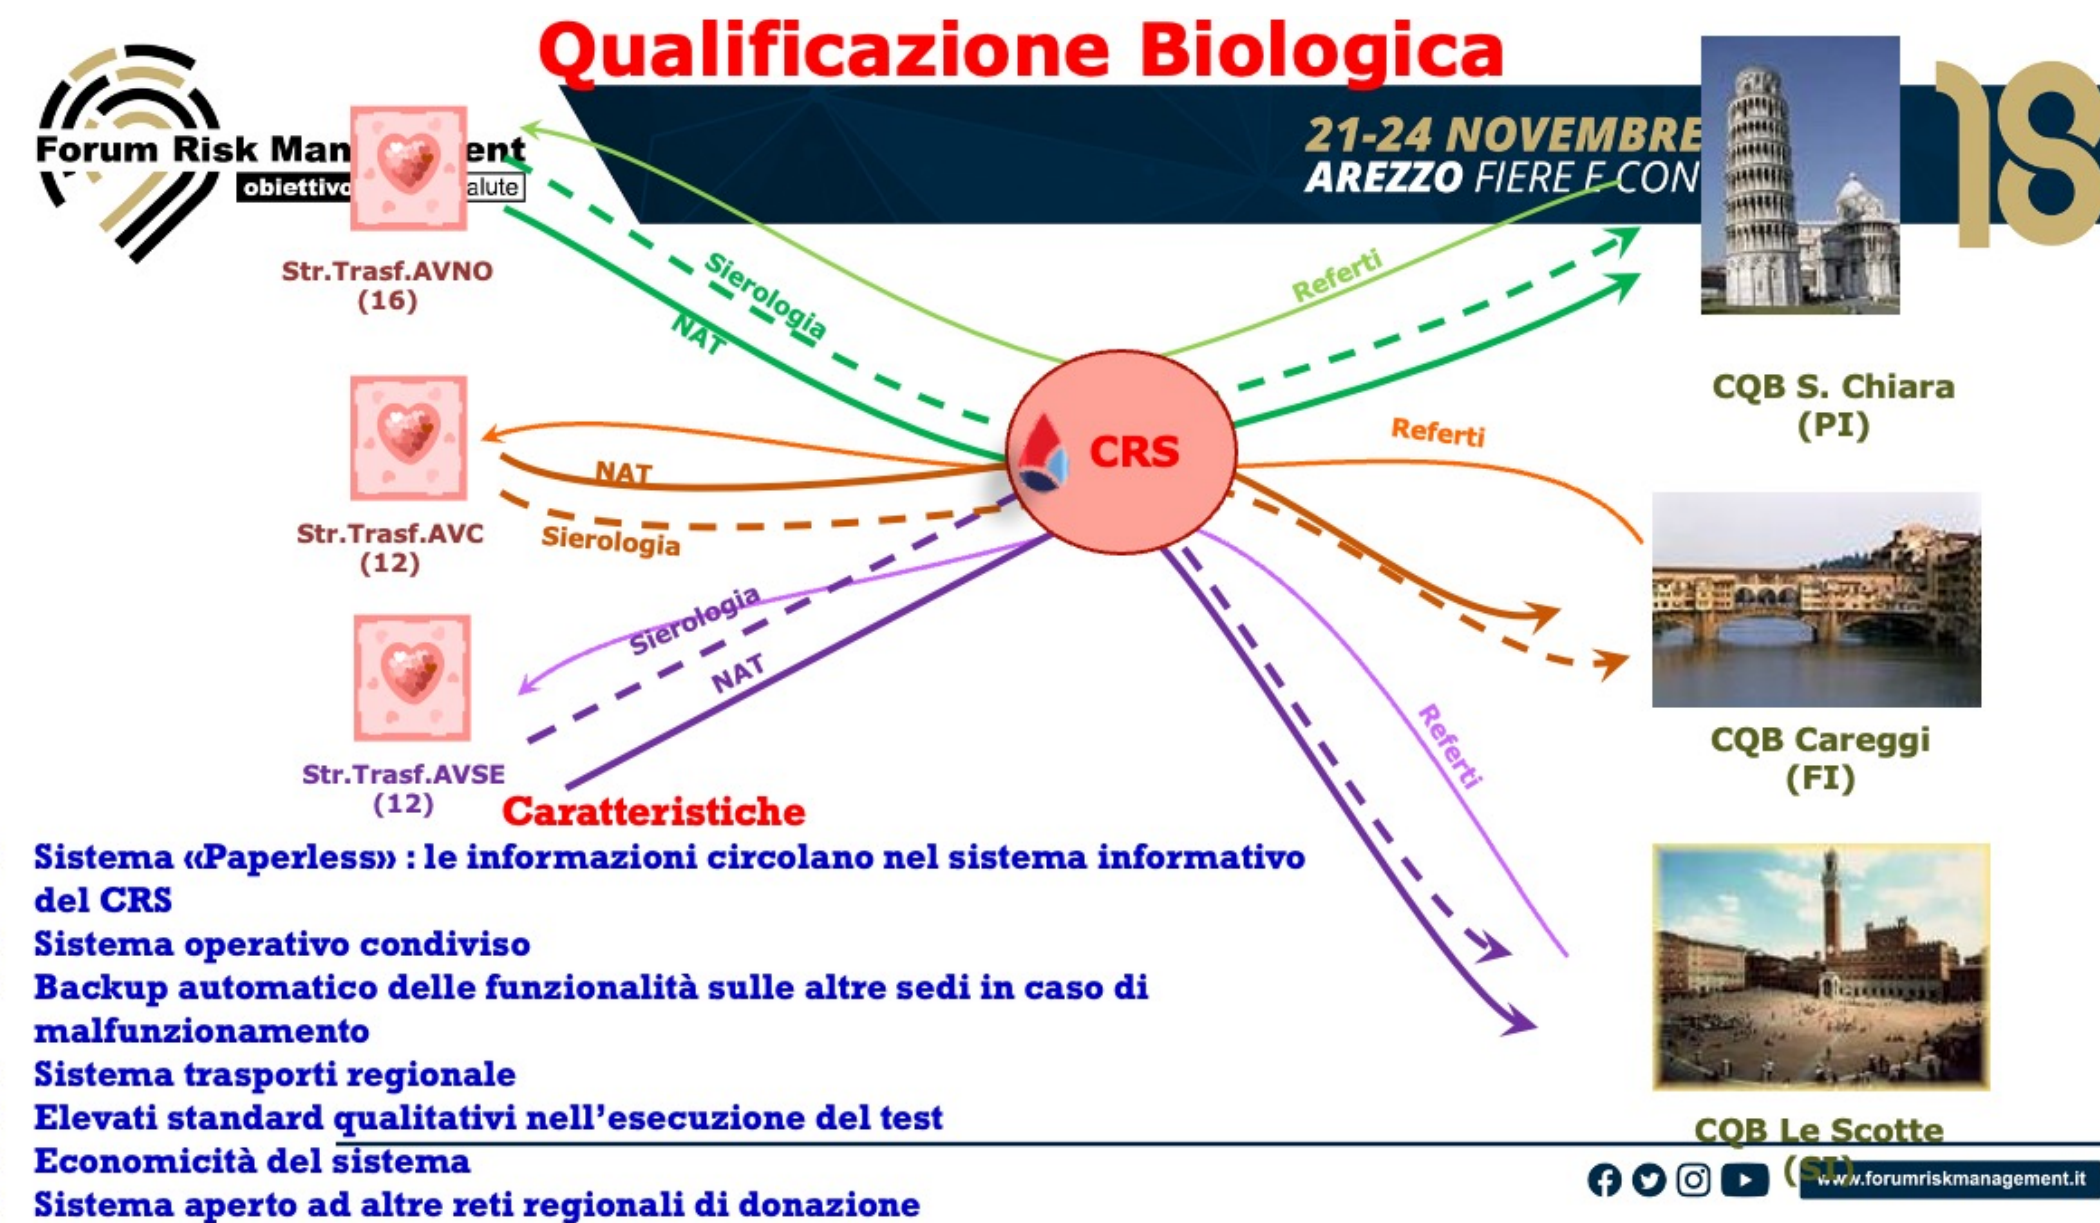 Qualificazione Biologica
Forum Risk Man ent
obiettivo alute
21-24 NOVEMBRE
AREZZO FIERE E CON
18
Str.Trasf.AVNO
(16)
Sierologia
NAT
Referti
CQB S. Chiara
(PI)
CRS
Str.Trasf.AVC
(12)
NAT
Sierologia
Referti
CQB Careggi
(FI)
Str.Trasf.AVSE
(12)
Sierologia
NAT
Referti
CQB Le Scotte
(SI)
Caratteristiche
Sistema «Paperless» : le informazioni circolano nel sistema informativo
del CRS
Sistema operativo condiviso
Backup automatico delle funzionalità sulle altre sedi in caso di
malfunzionamento
Sistema trasporti regionale
Elevati standard qualitativi nell’esecuzione del test
Economicità del sistema
Sistema aperto ad altre reti regionali di donazione
www.forumriskmanagement.it